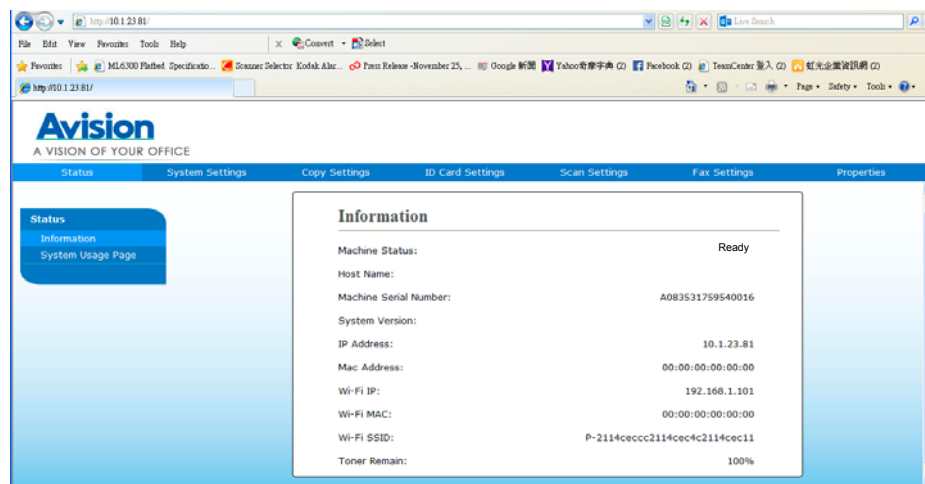 http://10.1.23.81/ Live Search
File Edit View Favorites Tools Help x Convert Select
Favorites ML6300 Flatbed Specificatio... Scanner Selector Kodak Alar... Press Release -November 25, ... Google 新聞 Yahoo奇摩字典 (2) Facebook (2) TeamCenter 登入 (2) 虹光企業資訊網 (2)
http://10.1.23.81/ Page Safety Tools
Avision
A VISION OF YOUR OFFICE
Status System Settings Copy Settings ID Card Settings Scan Settings Fax Settings Properties
Status
Information
System Usage Page
Information
Machine Status: Ready
Host Name:
Machine Serial Number: A083531759540016
System Version:
IP Address: 10.1.23.81
Mac Address: 00:00:00:00:00:00
Wi-Fi IP: 192.168.1.101
Wi-Fi MAC: 00:00:00:00:00:00
Wi-Fi SSID: P-2114ceccc2114cec4c2114cec11
Toner Remain: 100%